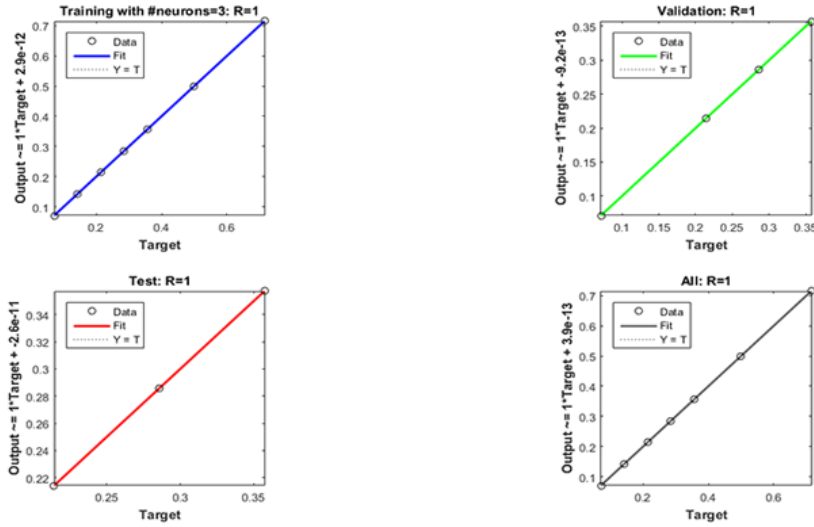 Training with #neurons=3: R=1
Output ~= 1*Target + 2.9e-12
0.7
0.6
0.5
0.4
0.3
0.2
0.1
Data
Fit
Y = T
0.2
0.4
0.6
Target
Validation: R=1
Output ~= 1*Target + -9.2e-13
0.35
0.3
0.25
0.2
0.15
0.1
Data
Fit
Y = T
0.1
0.15
0.2
0.25
0.3
0.35
Target
Test: R=1
Output ~= 1*Target + -2.6e-11
0.34
0.32
0.3
0.28
0.26
0.24
0.22
Data
Fit
Y = T
0.25
0.3
0.35
Target
All: R=1
Output ~= 1*Target + 3.9e-13
0.7
0.6
0.5
0.4
0.3
0.2
0.1
Data
Fit
Y = T
0.2
0.4
0.6
Target